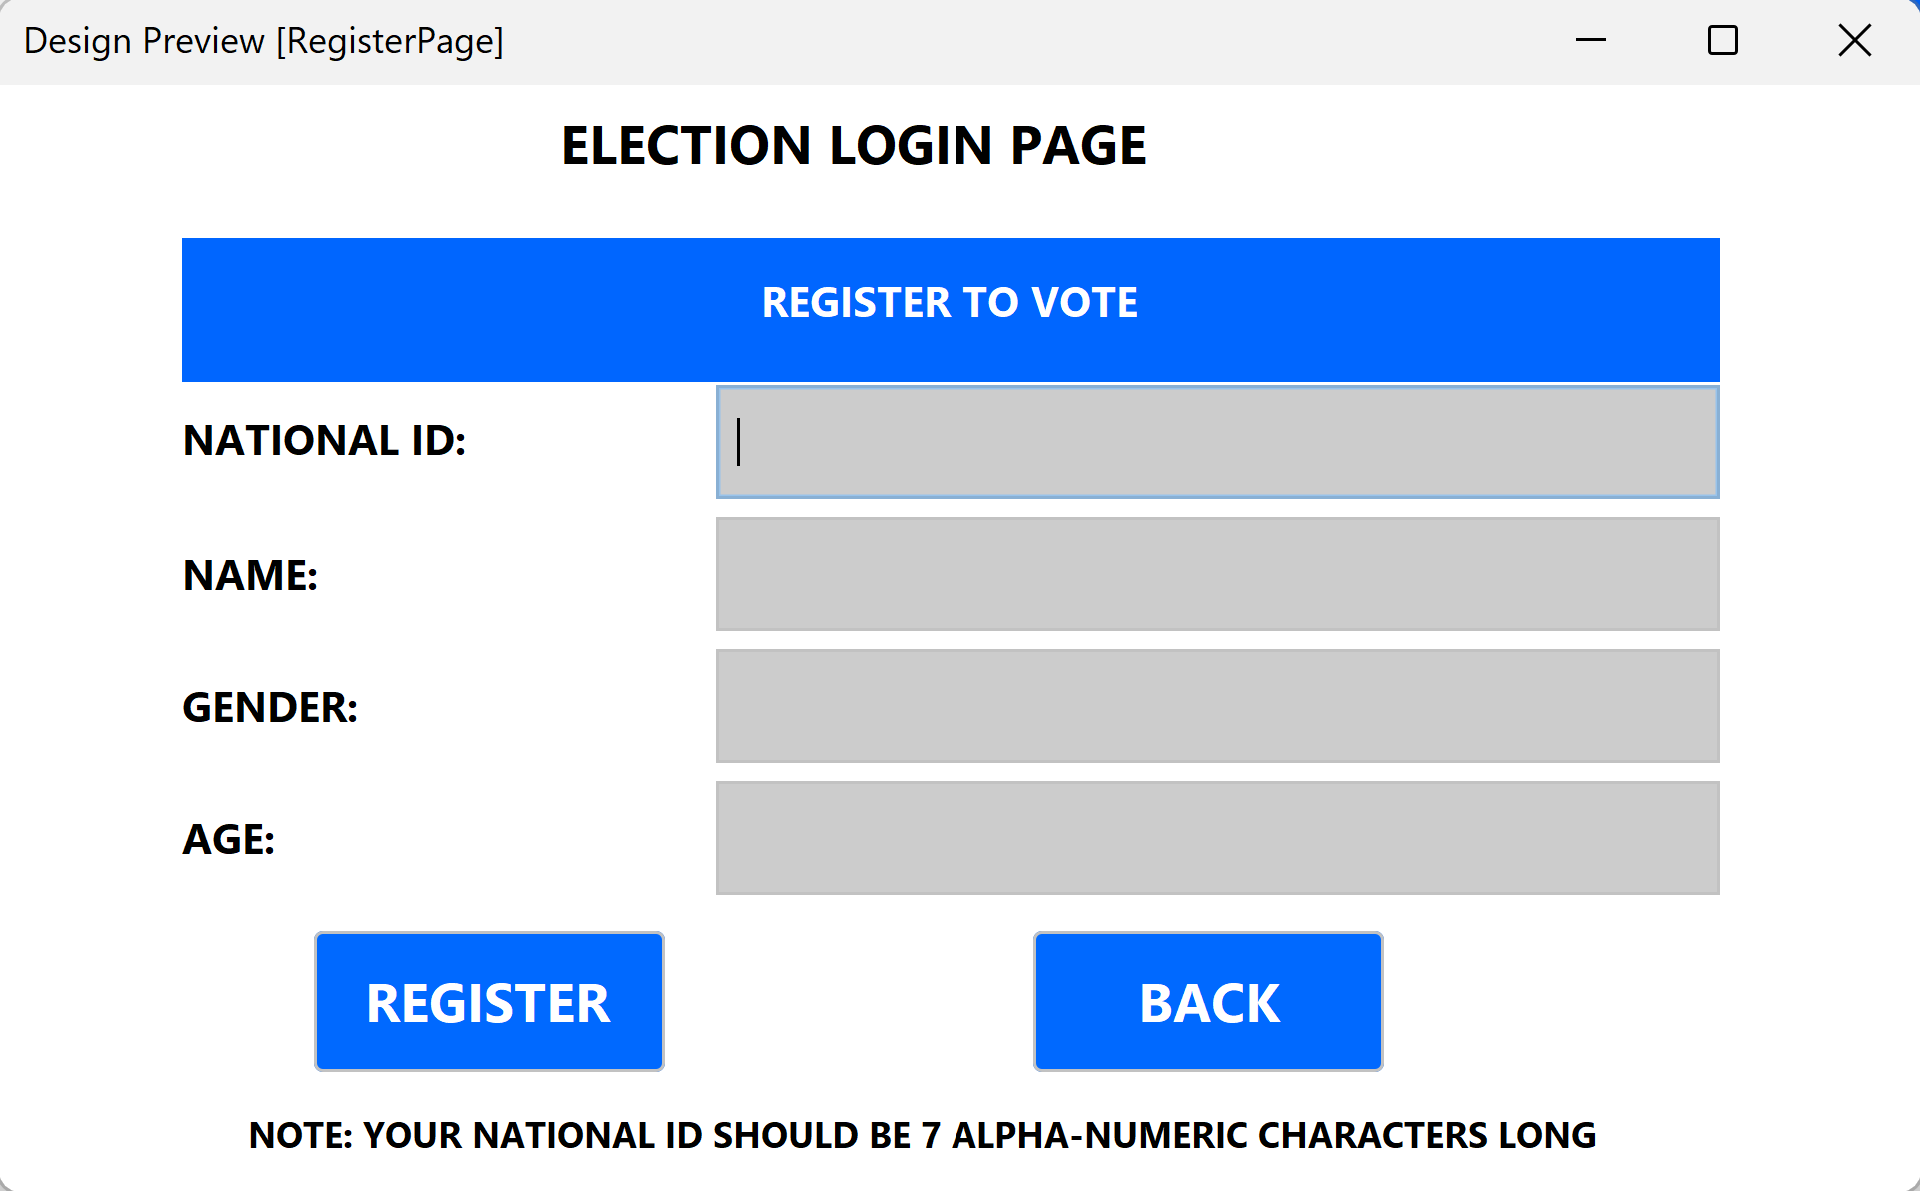 Design Preview [RegisterPage]
ELECTION LOGIN PAGE
REGISTER TO VOTE
NATIONAL ID:
NAME:
GENDER:
AGE:
REGISTER
BACK
NOTE: YOUR NATIONAL ID SHOULD BE 7 ALPHA-NUMERIC CHARACTERS LONG